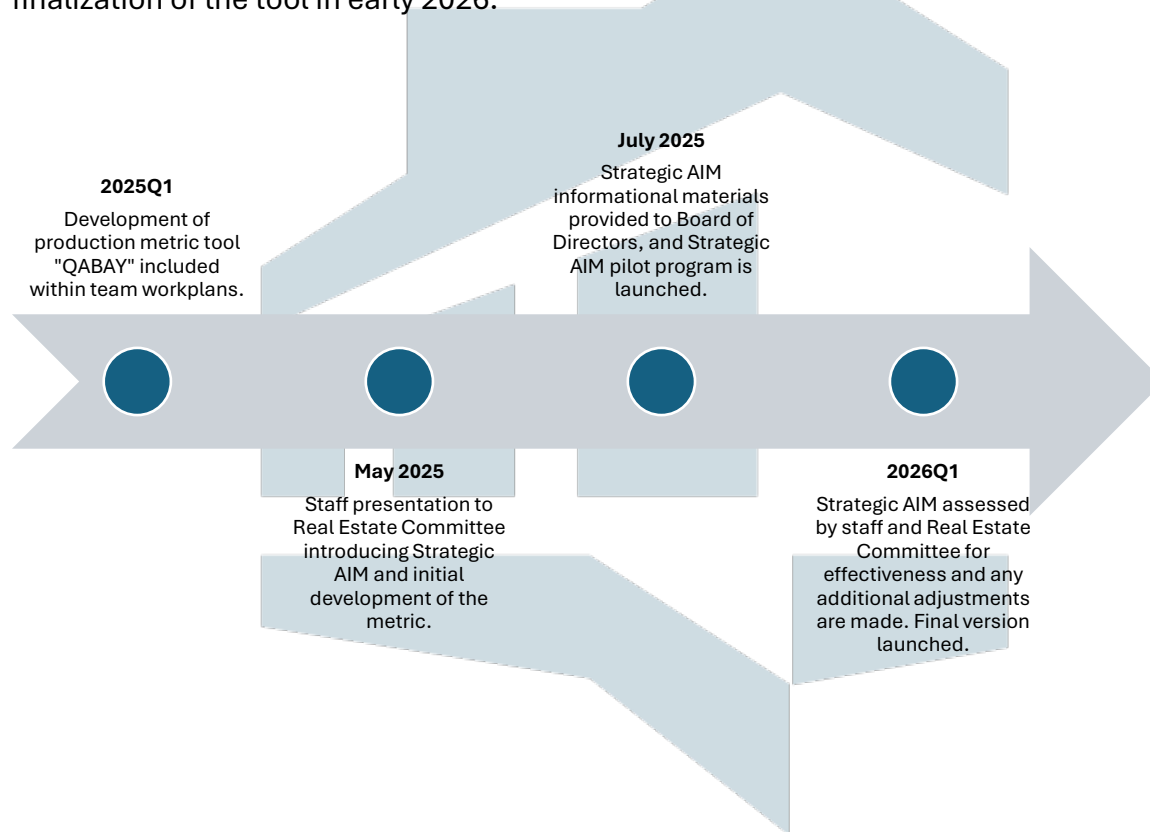 finalization of the tool in early 2026.
2025Q1
Development of
production metric tool
"QABAY" included
within team workplans.
May 2025
Staff presentation to
Real Estate Committee
introducing Strategic
AIM and initial
development of the
metric.
July 2025
Strategic AIM
informational materials
provided to Board of
Directors, and Strategic
AIM pilot program is
launched.
2026Q1
Strategic AIM assessed
by staff and Real Estate
Committee for
effectiveness and any
additional adjustments
are made. Final version
launched.